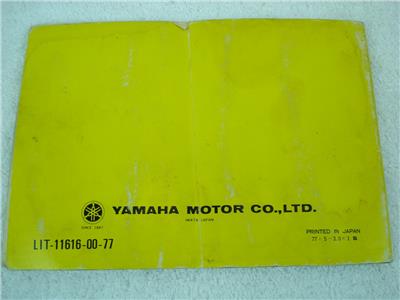 YAMAHA MOTOR CO.,LTD.
IWATA JAPAN
SINCE 1887
LIT-11616-00-77
PRINTED IN JAPAN